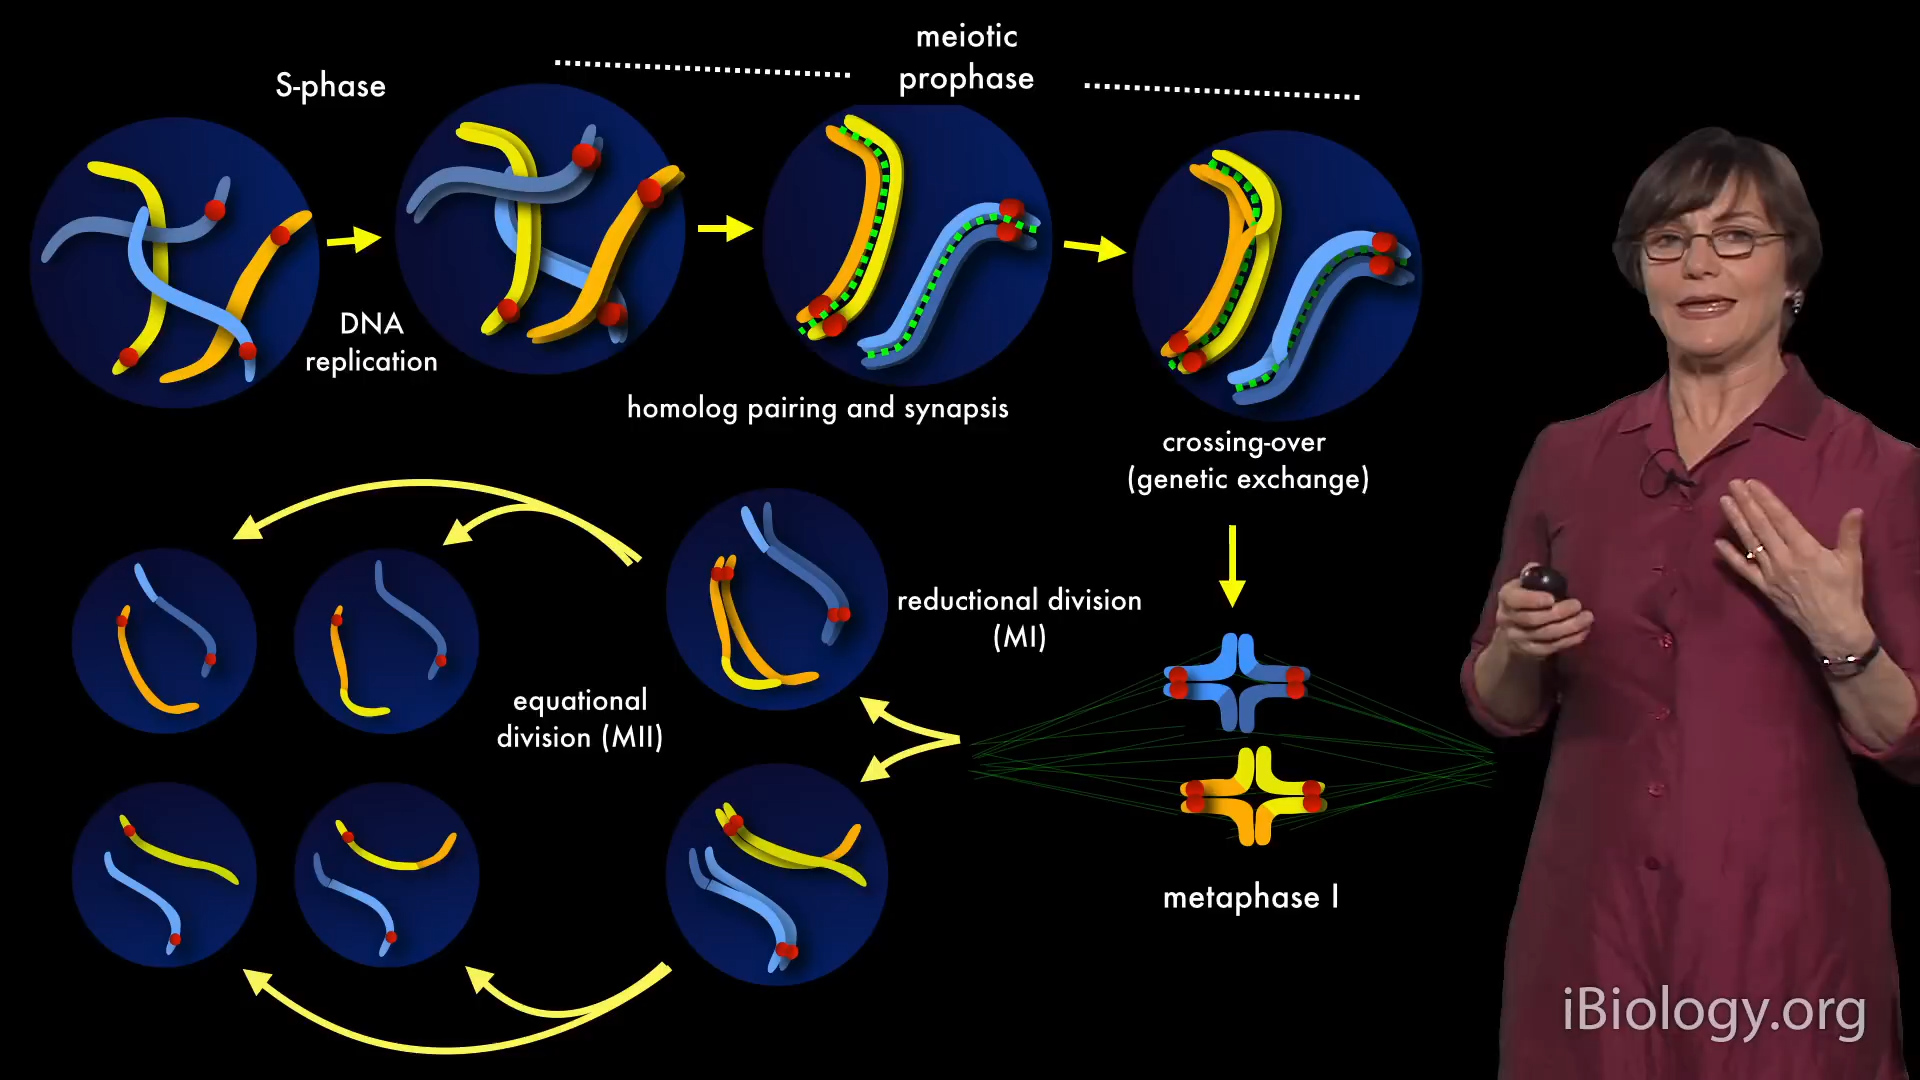 S-phase
meiotic
prophase
DNA
replication
homolog pairing and synapsis
crossing-over
(genetic exchange)
reductional division
(MI)
equational
division (MII)
metaphase I
iBiology.org